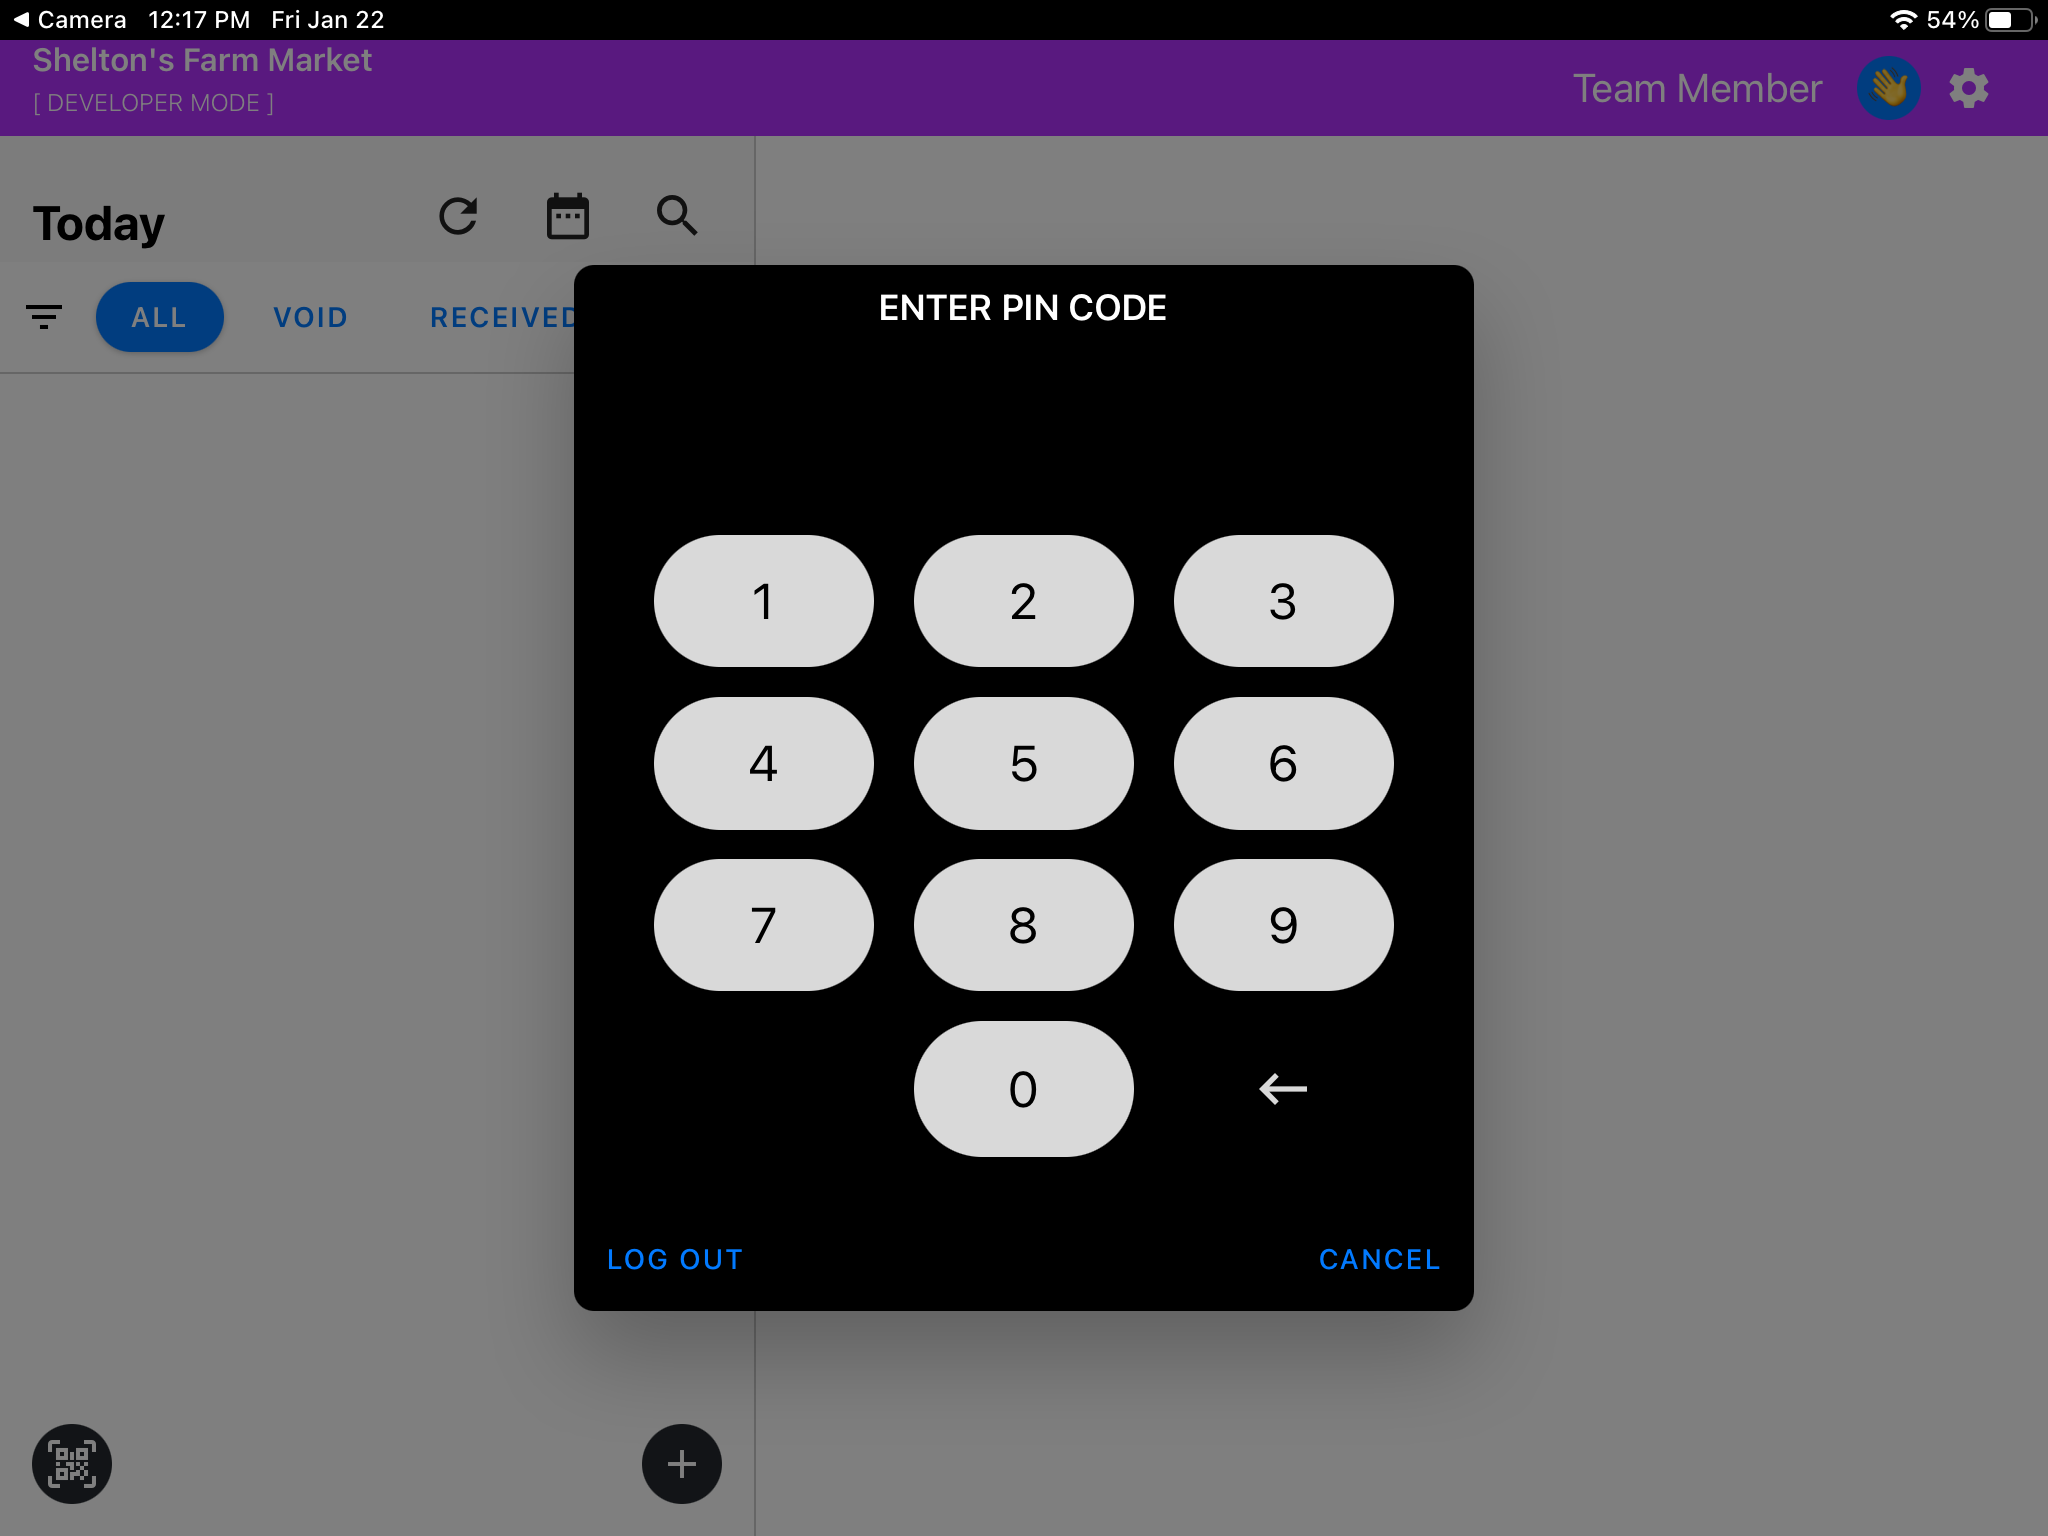 Camera 12:17 PM Fri Jan 22 54%
Shelton's Farm Market
[ DEVELOPER MODE ]
Team Member
Today
ALL VOID RECEIVED
ENTER PIN CODE
1 2 3
4 5 6
7 8 9
0
LOG OUT CANCEL